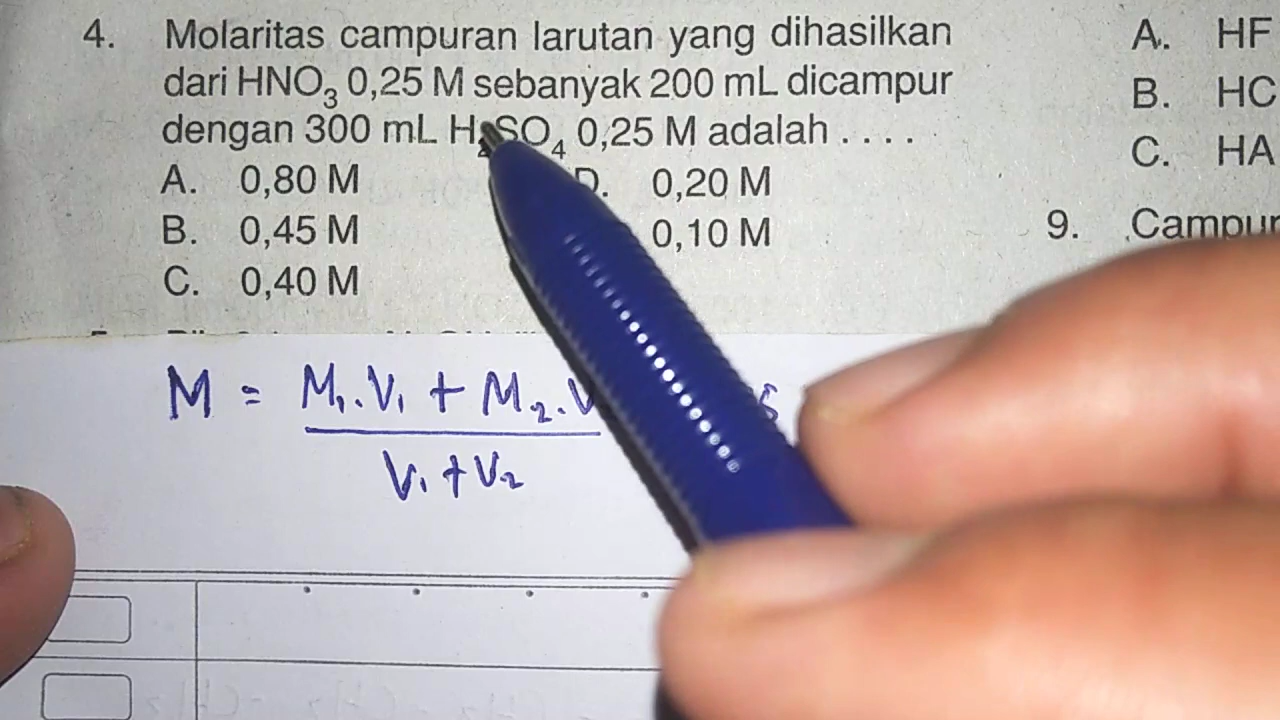 4. Molaritas campuran larutan yang dihasilkan
dari HNO₃ 0,25 M sebanyak 200 mL dicampur
dengan 300 mL H₂SO₄ 0,25 M adalah . . . .
A. 0,80 M
B. 0,45 M
C. 0,40 M
D. 0,20 M
0,10 M
A. HF
B. HC
C. HA
9. Campur
M = M₁.V₁ + M₂.V
V₁ + V₂